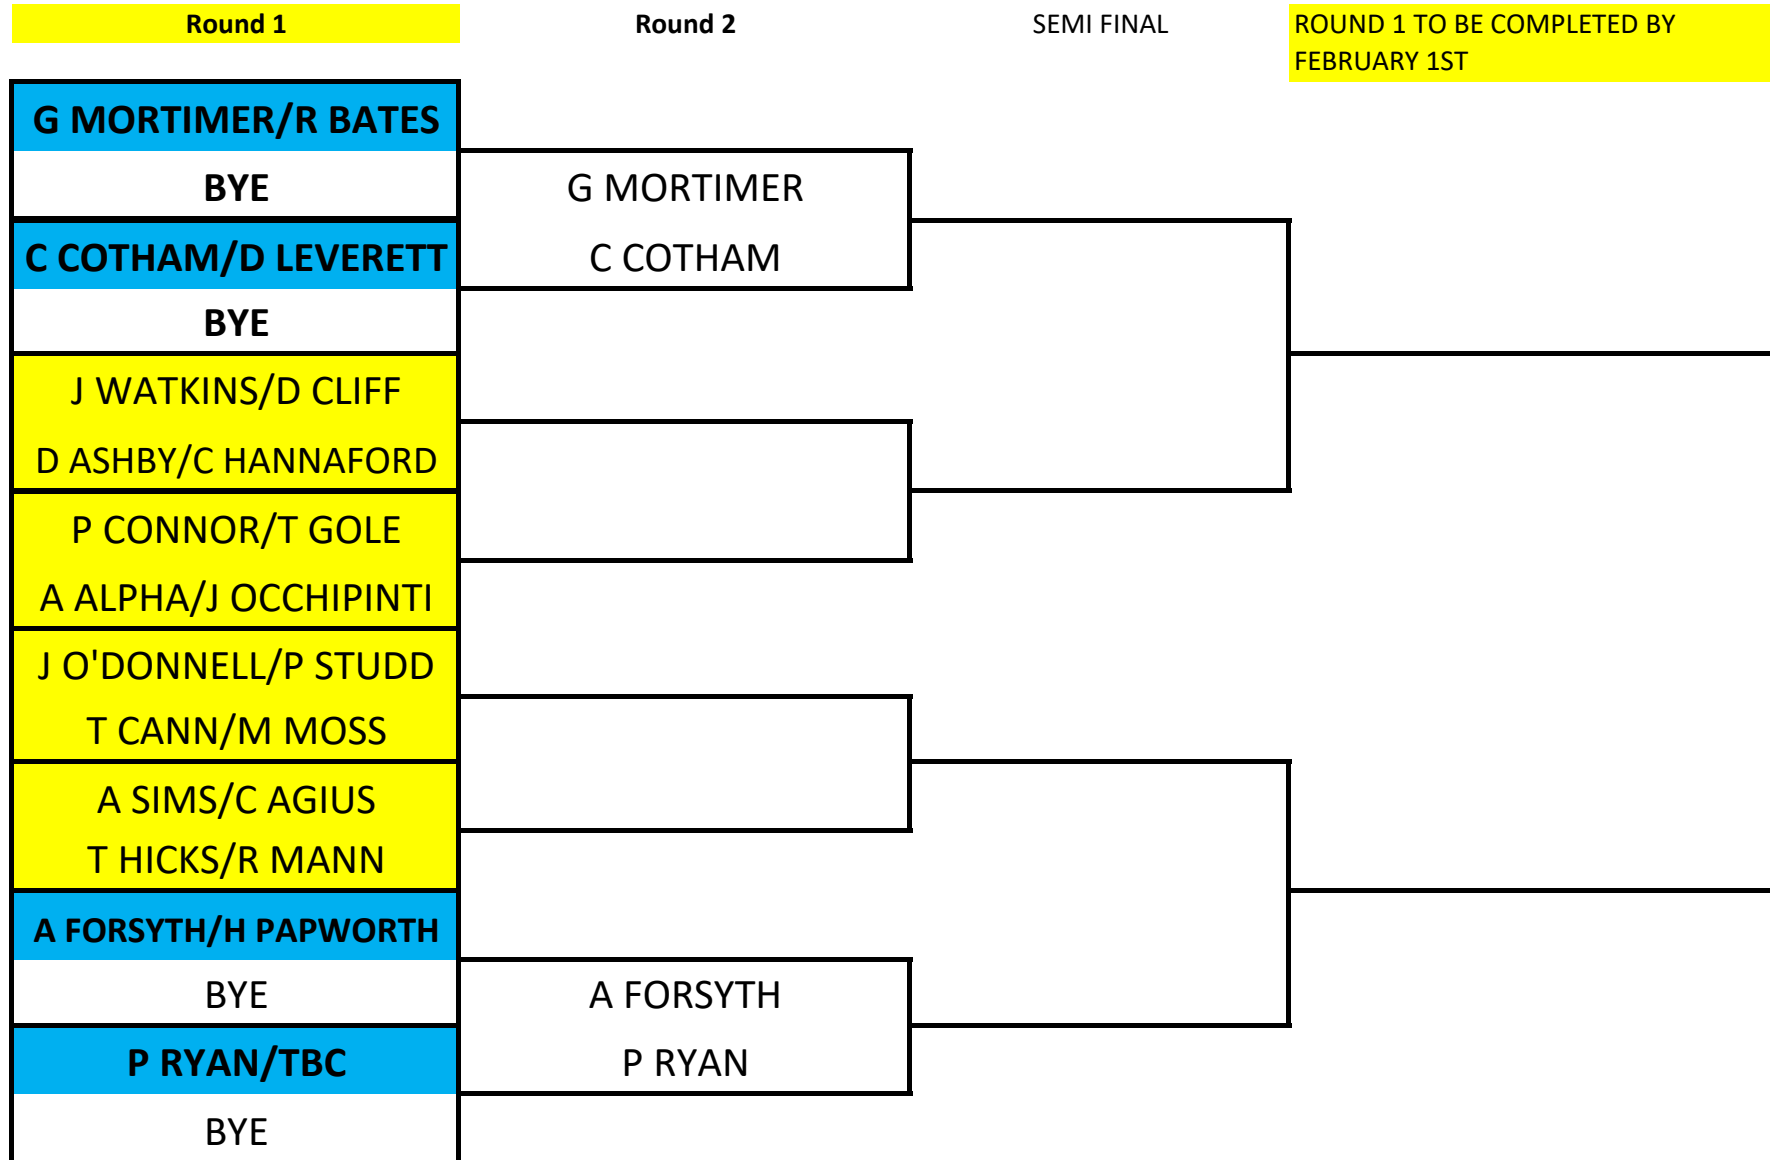 Round 1
Round 2
SEMI FINAL
ROUND 1 TO BE COMPLETED BY
FEBRUARY 1ST
G MORTIMER/R BATES
BYE
G MORTIMER
C COTHAM/D LEVERETT
C COTHAM
BYE
J WATKINS/D CLIFF
D ASHBY/C HANNAFORD
P CONNOR/T GOLE
A ALPHA/J OCCHIPINTI
J O'DONNELL/P STUDD
T CANN/M MOSS
A SIMS/C AGIUS
T HICKS/R MANN
A FORSYTH/H PAPWORTH
BYE
A FORSYTH
P RYAN/TBC
P RYAN
BYE